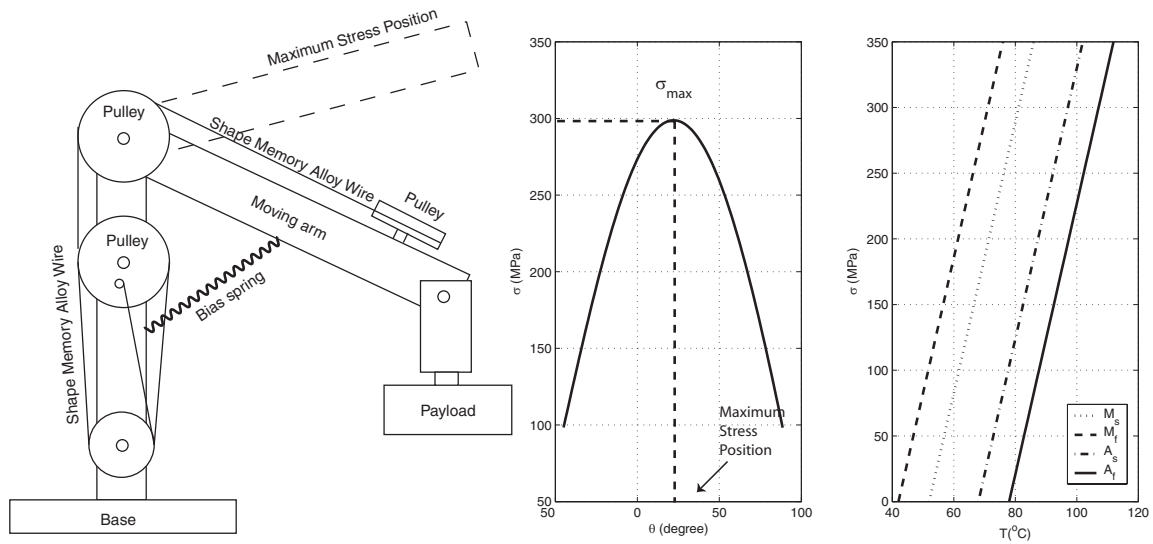 Maximum Stress Position
Pulley
Shape Memory Alloy Wire
Pulley
Moving arm
Pulley
Shape Memory Alloy Wire
Bias spring
Payload
Base
350
300
250
200
150
100
50
σ (MPa)
σmax
Maximum
Stress
Position
50 0 50 100
θ (degree)
350
300
250
200
150
100
50
0
σ (MPa)
Ms
Mf
As
Af
40 60 80 100 120
T(°C)